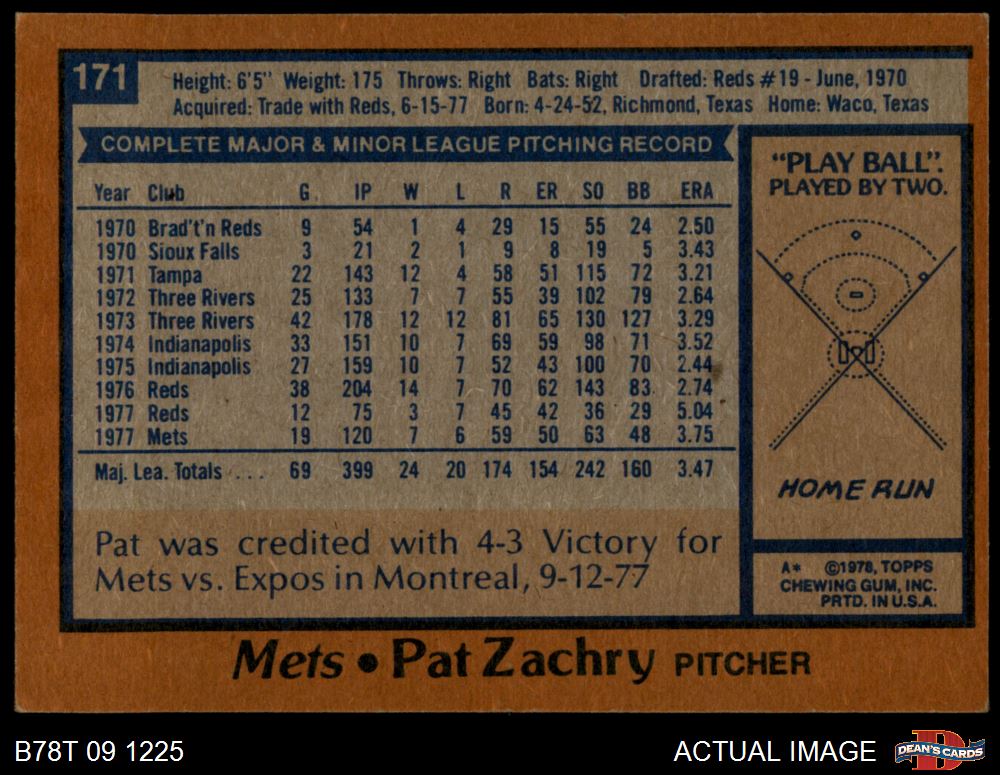 171
Height: 6'5" Weight: 175 Throws: Right Bats: Right Drafted: Reds #19 - June, 1970
Acquired: Trade with Reds, 6-15-77 Born: 4-24-52, Richmond, Texas Home: Waco, Texas
COMPLETE MAJOR & MINOR LEAGUE PITCHING RECORD
Year Club G IP W L R ER SO BB ERA
1970 Brad't'n Reds 9 54 1 4 29 15 55 24 2.50
1970 Sioux Falls 3 21 2 1 9 8 19 5 3.43
1971 Tampa 22 143 12 4 58 51 115 72 3.21
1972 Three Rivers 25 133 7 7 55 39 102 79 2.64
1973 Three Rivers 42 178 12 12 81 65 130 127 3.29
1974 Indianapolis 33 151 10 7 69 59 98 71 3.52
1975 Indianapolis 27 159 10 7 52 43 100 70 2.44
1976 Reds 38 204 14 7 70 62 143 83 2.74
1977 Reds 12 75 3 7 45 42 36 29 5.04
1977 Mets 19 120 7 6 59 50 63 48 3.75
Maj. Lea. Totals . . . . 69 399 24 20 174 154 242 160 3.47
Pat was credited with 4-3 Victory for
Mets vs. Expos in Montreal, 9-12-77
"PLAY BALL".
PLAYED BY TWO.
HOME RUN
A* ©1978, TOPPS
CHEWING GUM, INC.
PRTD. IN U.S.A.
Mets • Pat Zachry PITCHER
B78T 09 1225
ACTUAL IMAGE
DEAN'S CARDS